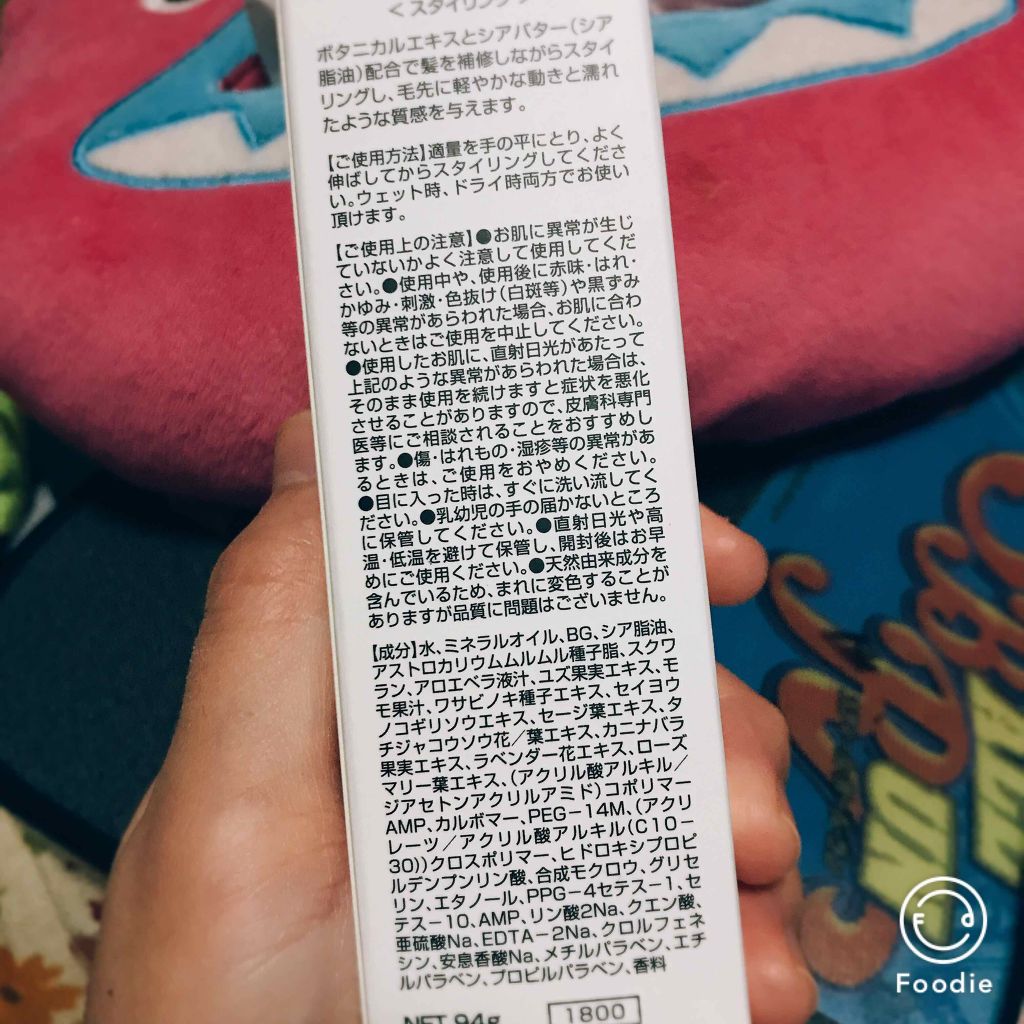 <スタイリング
ボタニカルエキスとシアバター(シア
脂油)配合で髪を補修しながらスタイ
リングし、毛先に軽やかな動きと濡れ
たような質感を与えます。
【ご使用方法】適量を手の平にとり、よく
伸ばしてからスタイリングしてくださ
い。ウェット時、ドライ時両方でお使い
頂けます。
【ご使用上の注意】●お肌に異常が生じ
ていないかよく注意して使用してくだ
さい。●使用中や、使用後に赤味・はれ・
かゆみ・刺激・色抜け(白斑等)や黒ずみ
等の異常があらわれた場合、お肌に合わ
ないときはご使用を中止してください。
●使用したお肌に、直射日光があたって
上記のような異常があらわれた場合は、
そのまま使用を続けますと症状を悪化
させることがありますので、皮膚科専門
医等にご相談されることをおすすめし
ます。●傷・はれもの・湿疹等の異常があ
るときは、ご使用をおやめください。
●目に入った時は、すぐに洗い流してく
ださい。●乳幼児の手の届かないところ
に保管してください。●直射日光や高
温・低温を避けて保管し、開封後はお早
めにご使用ください。●天然由来成分を
含んでいるため、まれに変色することが
ありますが品質に問題はございません。
【成分】水、ミネラルオイル、BG、シア脂油、
アストロカリウムムルムル種子脂、スクワ
ラン、アロエベラ液汁、ユズ果実エキス、モ
モ果汁、ワサビノキ種子エキス、セイヨウ
ノコギリソウエキス、セージ葉エキス、タ
チジャコウソウ花/葉エキス、カニナバラ
果実エキス、ラベンダー花エキス、ローズ
マリー葉エキス、(アクリル酸アルキル/
ジアセトンアクリルアミド)コポリマー
AMP、カルボマー、PEG-14M、(アクリ
レーツ/アクリル酸アルキル(C10-
30))クロスポリマー、ヒドロキシプロピ
ルデンプンリン酸、合成モクロウ、グリセ
リン、エタノール、PPG-4セテス-1、セ
テス-10、AMP、リン酸2Na、クエン酸、
亜硫酸Na、EDTA-2Na、クロルフェネ
シン、安息香酸Na、メチルパラベン、エチ
ルパラベン、プロピルパラベン、香料
NET 94g 1800
Foodie